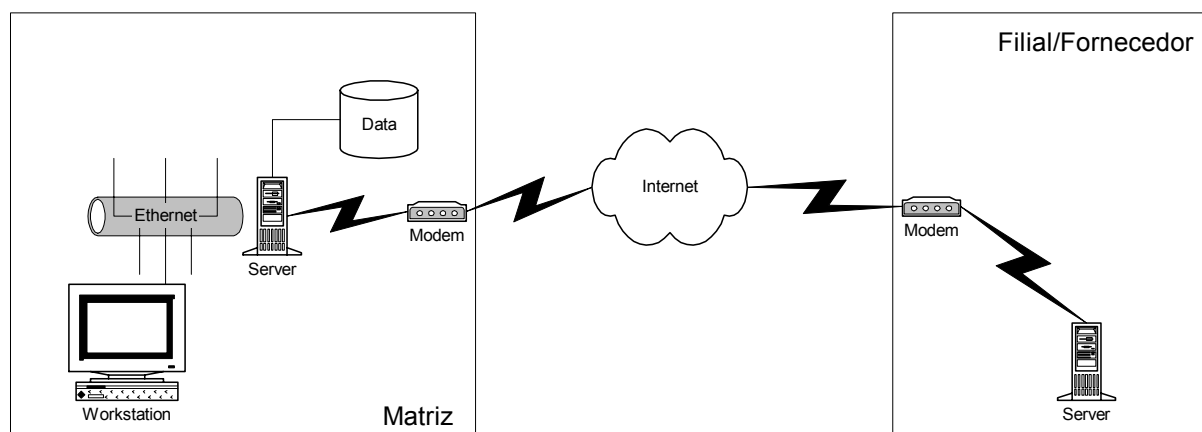 Filial/Fornecedor
Data
Internet
Ethernet
Modem
Modem
Server
Workstation
Matriz
Server